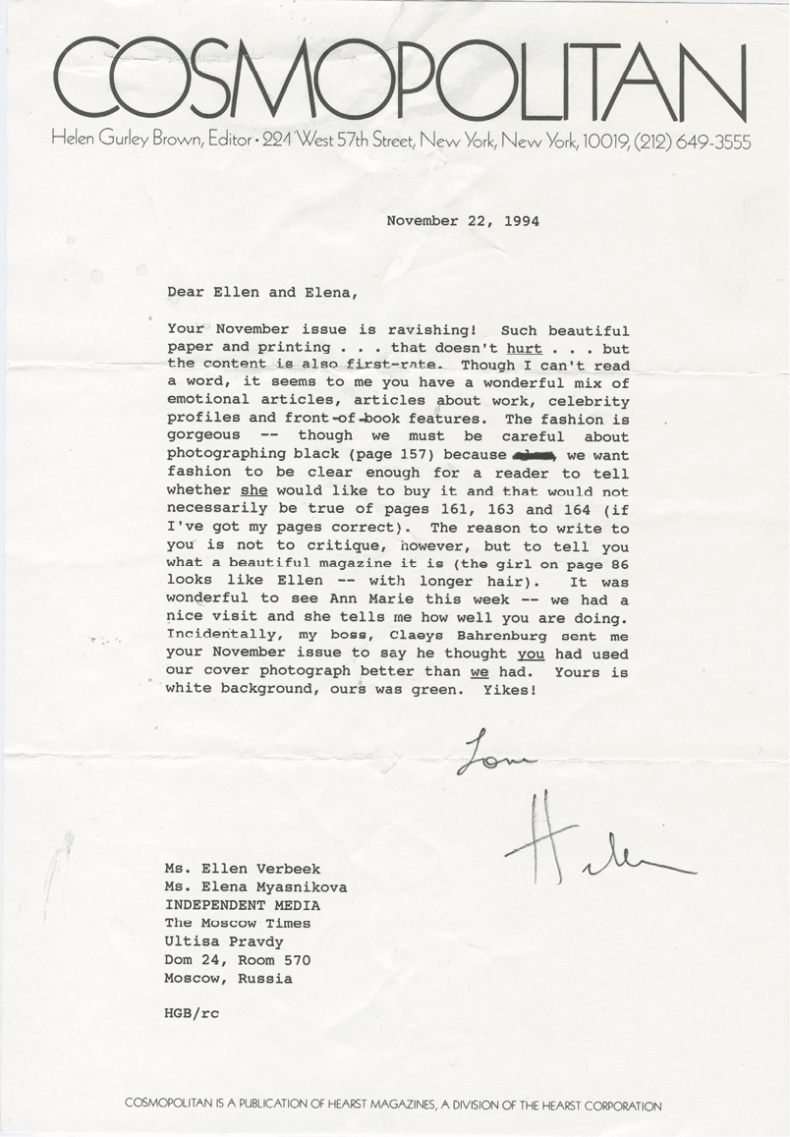 COSMOPOLITAN
Helen Gurley Brown, Editor • 224 West 57th Street, New York, New York, 10019, (212) 649-3555
November 22, 1994
Dear Ellen and Elena,
Your November issue is ravishing! Such beautiful
paper and printing . . . that doesn't hurt . . . but
the content is also first-rate. Though I can't read
a word, it seems to me you have a wonderful mix of
emotional articles, articles about work, celebrity
profiles and front-of-book features. The fashion is
gorgeous -- though we must be careful about
photographing black (page 157) because we want
fashion to be clear enough for a reader to tell
whether she would like to buy it and that would not
necessarily be true of pages 161, 163 and 164 (if
I've got my pages correct). The reason to write to
you is not to critique, however, but to tell you
what a beautiful magazine it is (the girl on page 86
looks like Ellen -- with longer hair). It was
wonderful to see Ann Marie this week -- we had a
nice visit and she tells me how well you are doing.
Incidentally, my boss, Claeys Bahrenburg sent me
your November issue to say he thought you had used
our cover photograph better than we had. Yours is
white background, ours was green. Yikes!
Love
Helen
Ms. Ellen Verbeek
Ms. Elena Myasnikova
INDEPENDENT MEDIA
The Moscow Times
Ultisa Pravdy
Dom 24, Room 570
Moscow, Russia
HGB/rc
COSMOPOLITAN IS A PUBLICATION OF HEARST MAGAZINES, A DIVISION OF THE HEARST CORPORATION